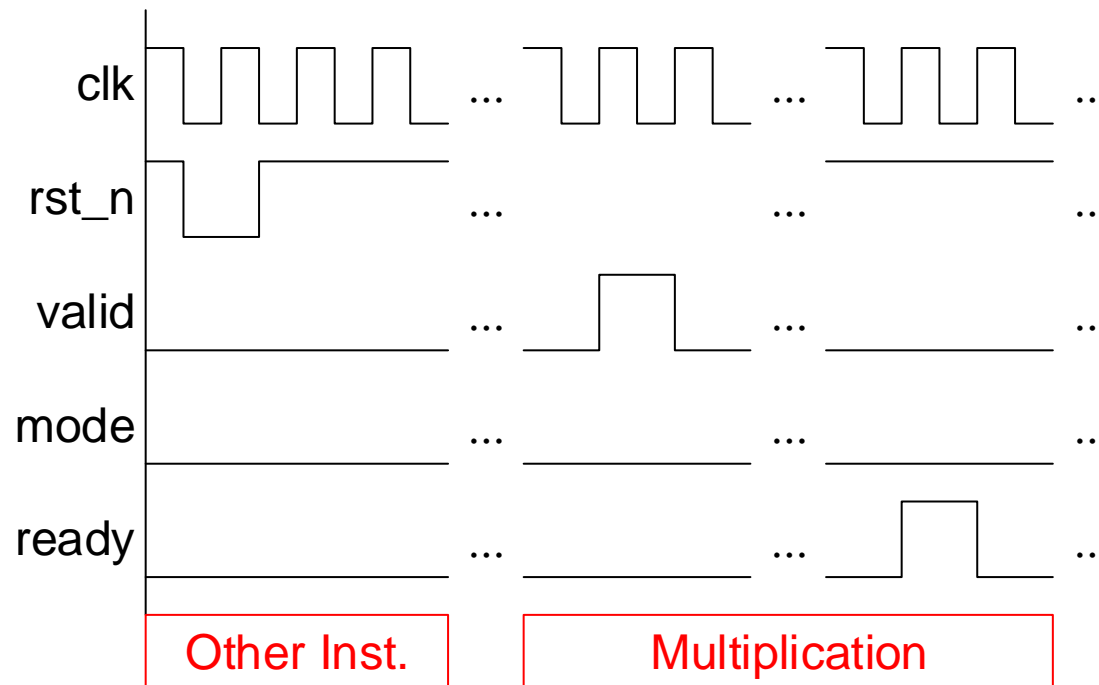 clk ... ... ..
rst_n ... ... ..
valid ... ... ..
mode ... ... ..
ready ... ... ..
Other Inst. Multiplication